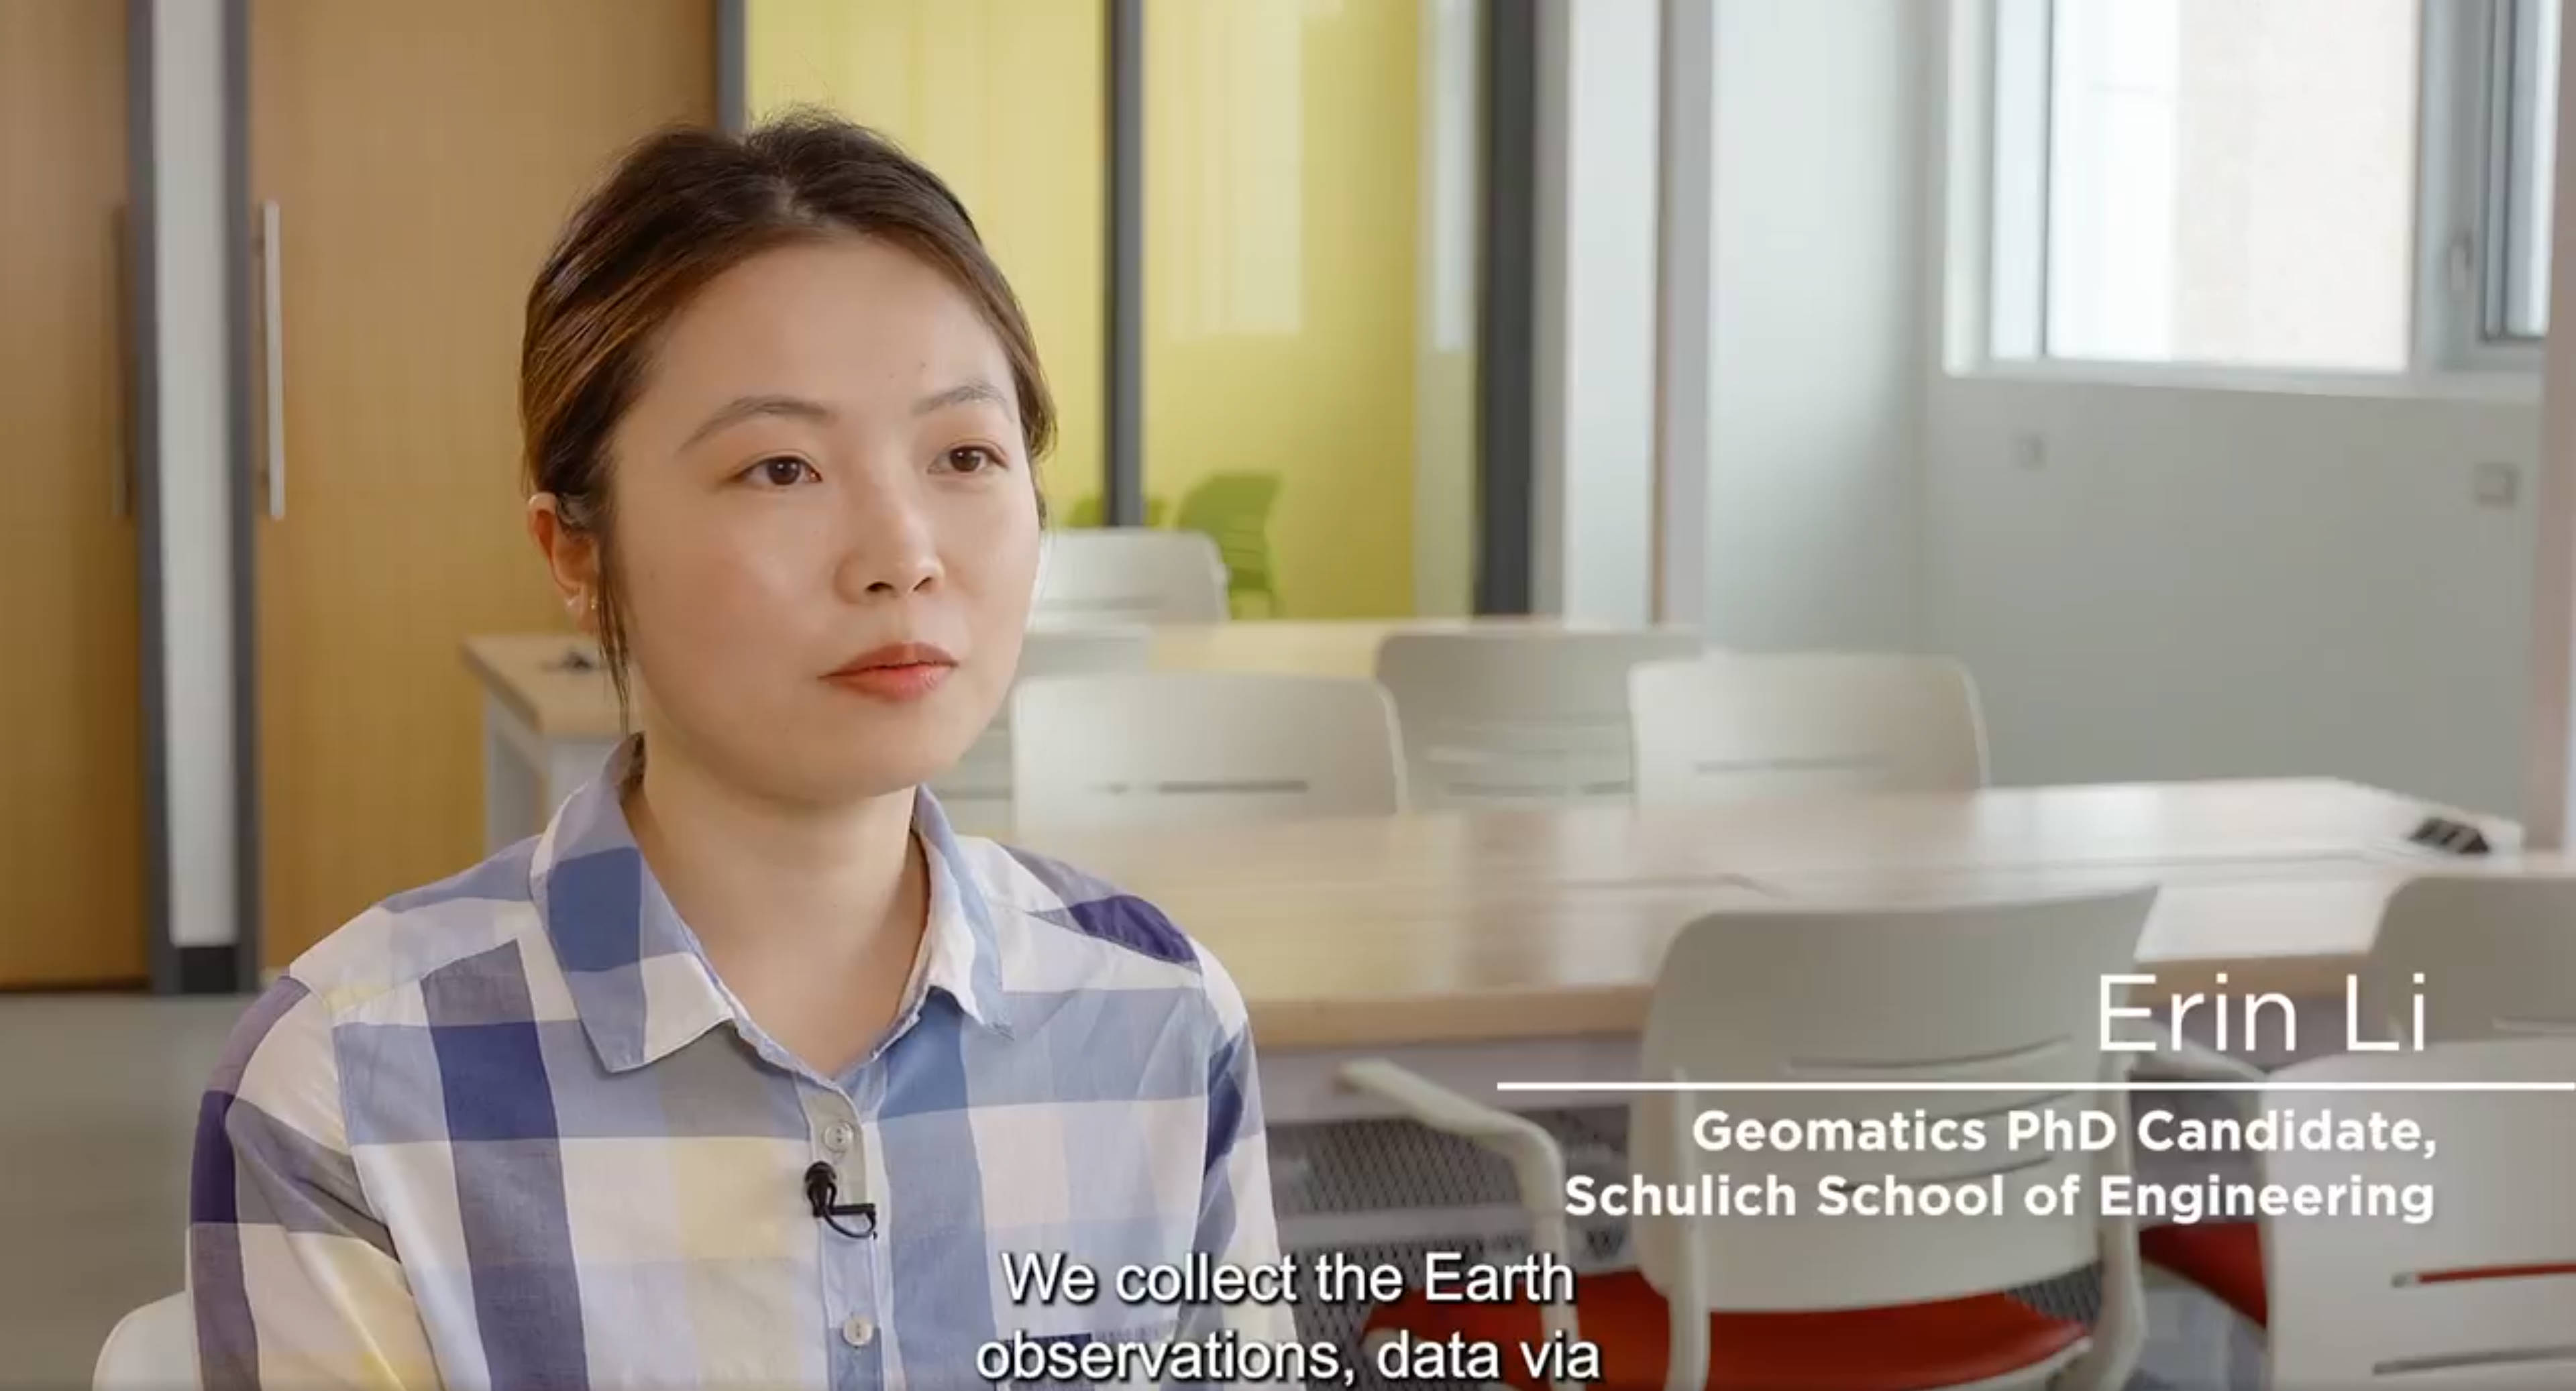 Erin Li
Geomatics PhD Candidate,
Schulich School of Engineering
We collect the Earth
observations, data via